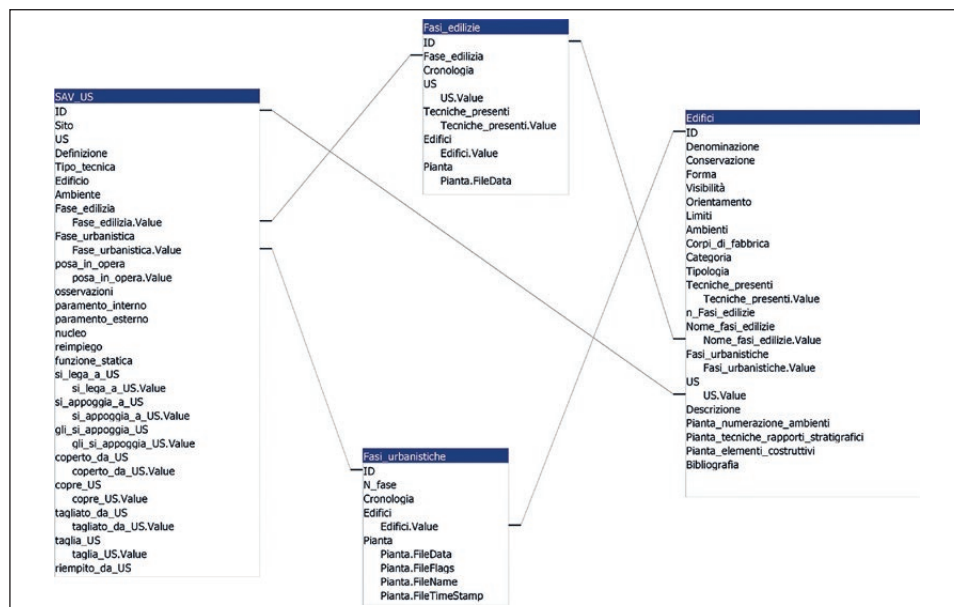 SAV_US
ID
Sito
US
Definizione
Tipo_tecnica
Edificio
Ambiente
Fase_edilizia
Fase_edilizia.Value
Fase_urbanistica
Fase_urbanistica.Value
posa_in_opera
posa_in_opera.Value
osservazioni
paramento_interno
paramento_esterno
nucleo
reimpiego
funzione_statica
si_lega_a_US
si_lega_a_US.Value
si_appoggia_a_US
si_appoggia_a_US.Value
gli_si_appoggia_US
gli_si_appoggia_US.Value
coperto_da_US
coperto_da_US.Value
copre_US
copre_US.Value
tagliato_da_US
tagliato_da_US.Value
taglia_US
taglia_US.Value
riempito_da_US
Fasi_edilizie
ID
Fase_edilizia
Cronologia
US
US.Value
Tecniche_presenti
Tecniche_presenti.Value
Edifici
Edifici.Value
Pianta
Pianta.FileData
Fasi_urbanistiche
ID
N_fase
Cronologia
Edifici
Edifici.Value
Pianta
Pianta.FileData
Pianta.FileFlags
Pianta.FileName
Pianta.FileTimeStamp
Edifici
ID
Denominazione
Conservazione
Forma
Visibilità
Orientamento
Limiti
Ambienti
Corpi_di_fabbrica
Categoria
Tipologia
Tecniche_presenti
Tecniche_presenti.Value
n_Fasi_edilizie
Nome_fasi_edilizie
Nome_fasi_edilizie.Value
Fasi_urbanistiche
Fasi_urbanistiche.Value
US
US.Value
Descrizione
Pianta_numerazione_ambienti
Pianta_tecniche_rapporti_stratigrafici
Pianta_elementi_costruttivi
Bibliografia